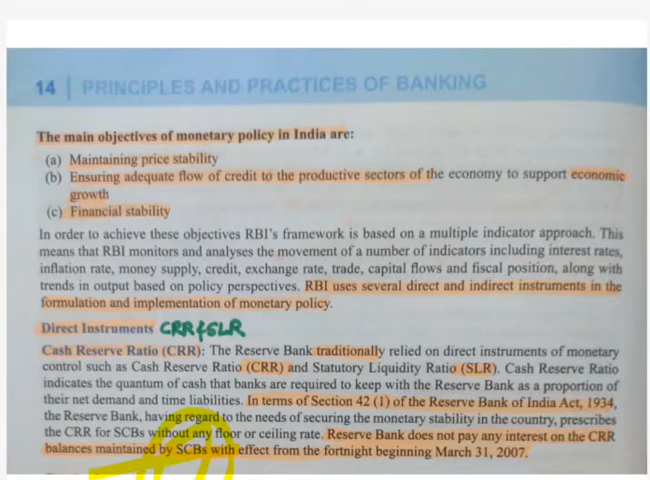 14 | PRINCIPLES AND PRACTICES OF BANKING
The main objectives of monetary policy in India are:
(a) Maintaining price stability
(b) Ensuring adequate flow of credit to the productive sectors of the economy to support economic
growth
(c) Financial stability
In order to achieve these objectives RBI's framework is based on a multiple indicator approach. This
means that RBI monitors and analyses the movement of a number of indicators including interest rates,
inflation rate, money supply, credit, exchange rate, trade, capital flows and fiscal position, along with
trends in output based on policy perspectives. RBI uses several direct and indirect instruments in the
formulation and implementation of monetary policy.
Direct Instruments CRR & SLR
Cash Reserve Ratio (CRR): The Reserve Bank traditionally relied on direct instruments of monetary
control such as Cash Reserve Ratio (CRR) and Statutory Liquidity Ratio (SLR). Cash Reserve Ratio
indicates the quantum of cash that banks are required to keep with the Reserve Bank as a proportion of
their net demand and time liabilities. In terms of Section 42 (1) of the Reserve Bank of India Act, 1934,
the Reserve Bank, having regard to the needs of securing the monetary stability in the country, prescribes
the CRR for SCBs without any floor or ceiling rate. Reserve Bank does not pay any interest on the CRR
balances maintained by SCBs with effect from the fortnight beginning March 31, 2007.